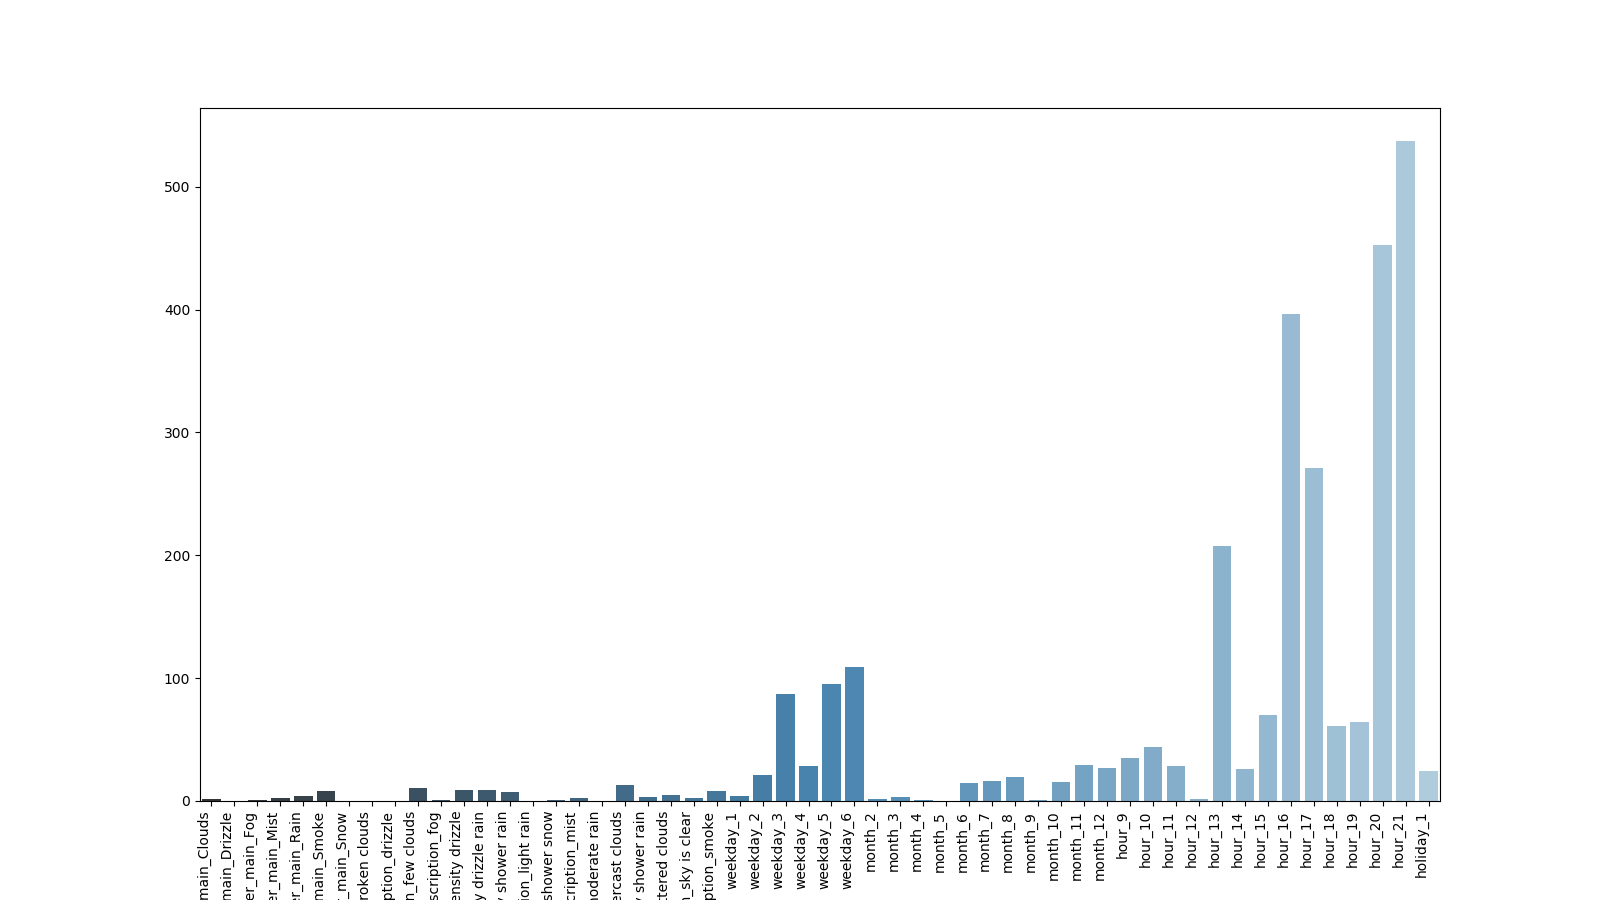 500
400
300
200
100
0
main_Clouds
main_Drizzle
er_main_Fog
er_main_Mist
er_main_Rain
main_Smoke
_main_Snow
roken clouds
ption_drizzle
n_few clouds
scription_fog
ensity drizzle
y drizzle rain
shower rain
ion_light rain
shower snow
cription_mist
moderate rain
ercast clouds
shower rain
ttered clouds
n_sky is clear
ption_smoke
weekday_1
weekday_2
weekday_3
weekday_4
weekday_5
weekday_6
month_2
month_3
month_4
month_5
month_6
month_7
month_8
month_9
month_10
month_11
month_12
hour_9
hour_10
hour_11
hour_12
hour_13
hour_14
hour_15
hour_16
hour_17
hour_18
hour_19
hour_20
hour_21
holiday_1